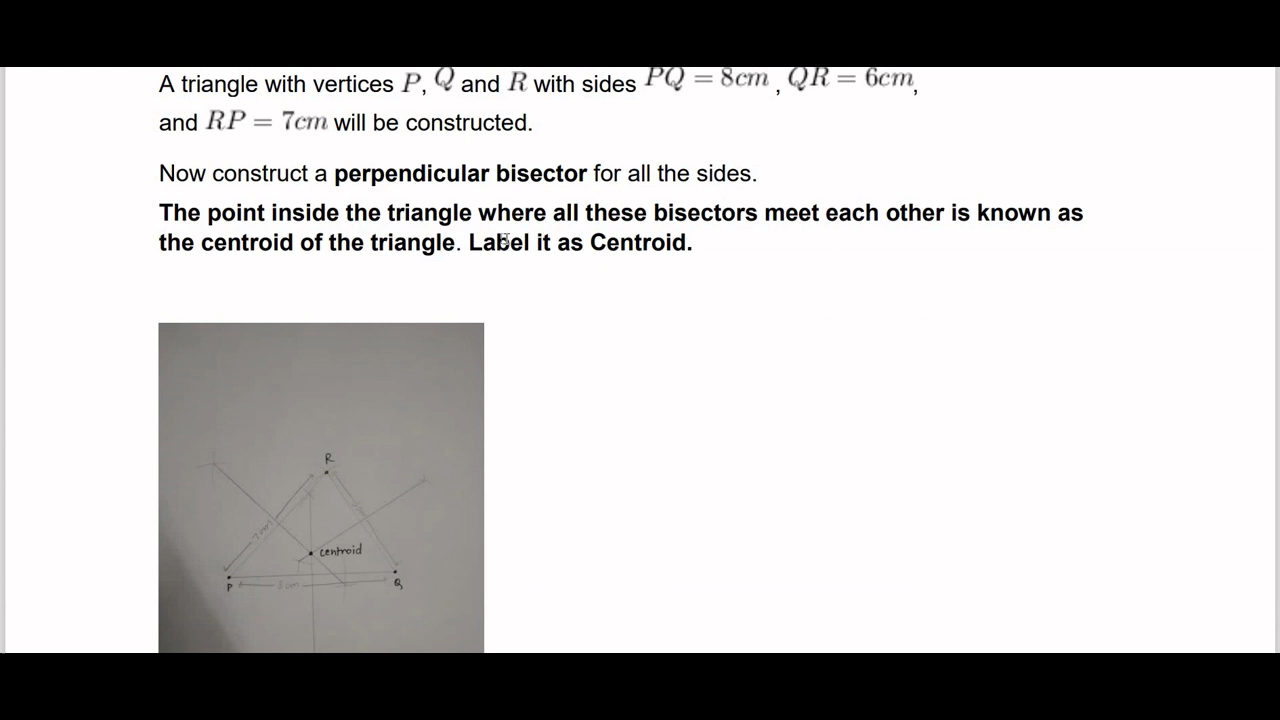 A triangle with vertices P, Q and R with sides PQ = 8cm , QR = 6cm,
and RP = 7cm will be constructed.
Now construct a perpendicular bisector for all the sides.
The point inside the triangle where all these bisectors meet each other is known as
the centroid of the triangle. Label it as Centroid.
R
7cm
centroid
P
8cm
Q